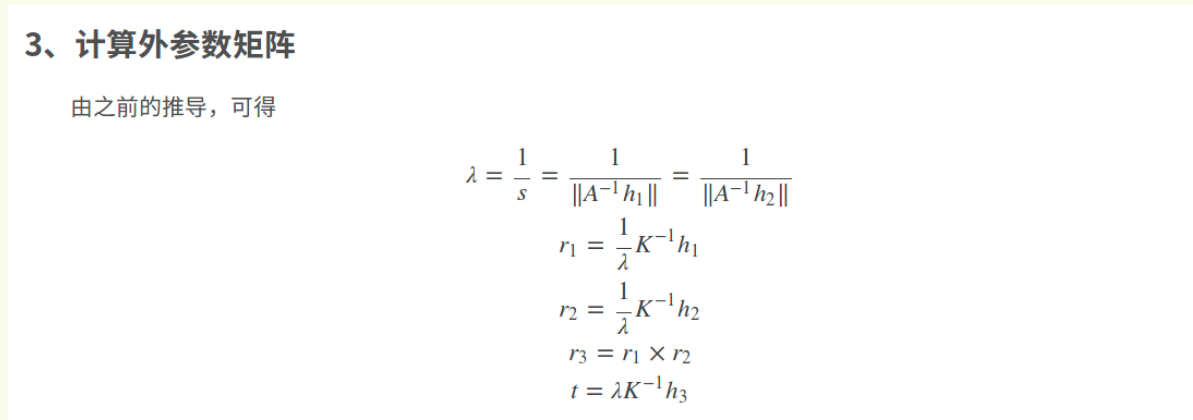 3、计算外参数矩阵
由之前的推导，可得
λ = 1/s = 1/||A⁻¹h₁|| = 1/||A⁻¹h₂||
r₁ = 1/λ K⁻¹h₁
r₂ = 1/λ K⁻¹h₂
r₃ = r₁ × r₂
t = λK⁻¹h₃